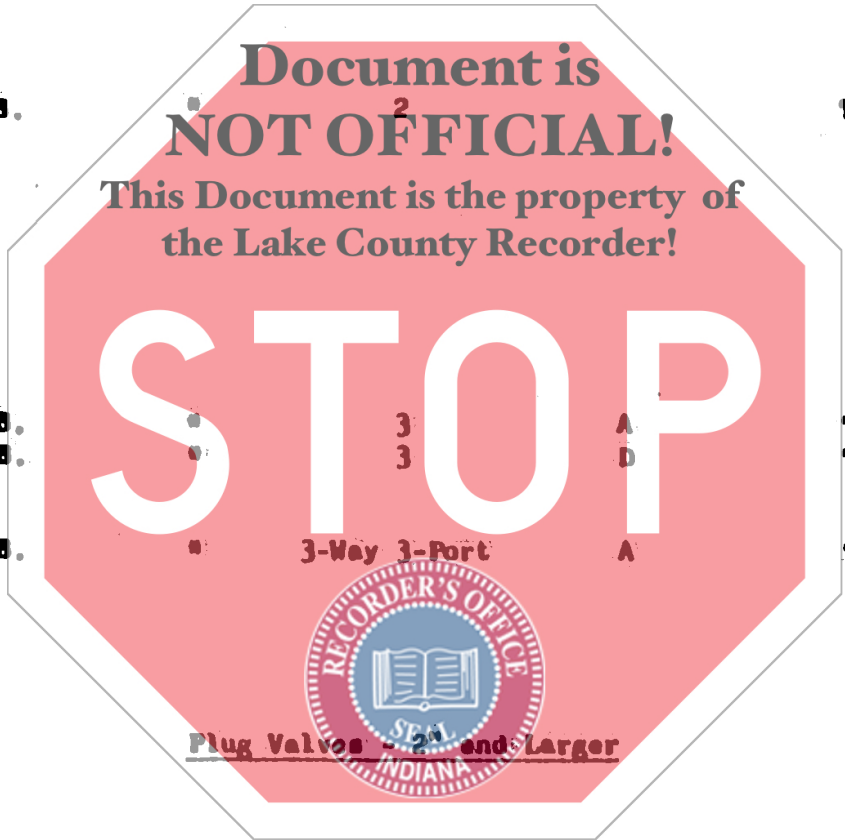 Document is
" 2
NOT OFFICIAL!
This Document is the property of
the Lake County Recorder!
STOP
" 3 A
" 3 D
" 3-Way 3-Port A
RECORDER'S OFFICE
SEAL
Plug Valves - 2" and Larger
INDIANA